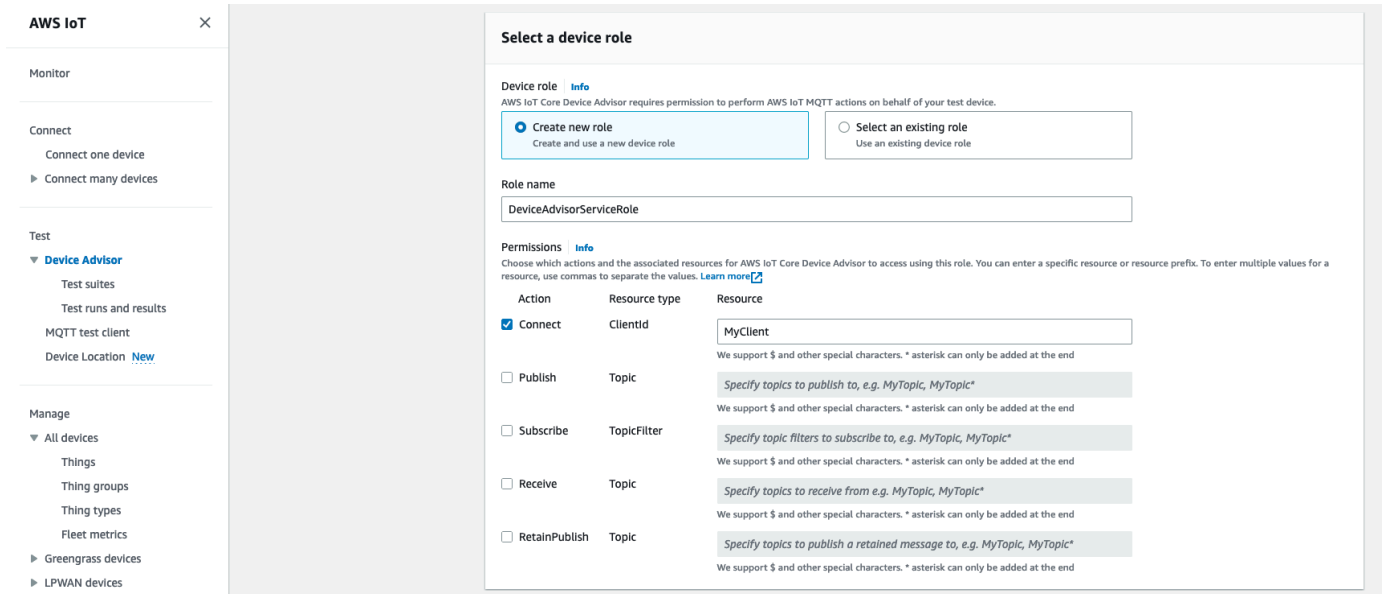 AWS IoT
Monitor
Connect
Connect one device
Connect many devices
Test
Device Advisor
Test suites
Test runs and results
MQTT test client
Device Location New
Manage
All devices
Things
Thing groups
Thing types
Fleet metrics
Greengrass devices
LPWAN devices
Select a device role
Device role Info
AWS IoT Core Device Advisor requires permission to perform AWS IoT MQTT actions on behalf of your test device.
Create new role
Create and use a new device role
Select an existing role
Use an existing device role
Role name
DeviceAdvisorServiceRole
Permissions Info
Choose which actions and the associated resources for AWS IoT Core Device Advisor to access using this role. You can enter a specific resource or resource prefix. To enter multiple values for a
resource, use commas to separate the values. Learn more
Action Resource type Resource
Connect ClientId MyClient
We support $ and other special characters. * asterisk can only be added at the end
Publish Topic Specify topics to publish to, e.g. MyTopic, MyTopic*
We support $ and other special characters. * asterisk can only be added at the end
Subscribe TopicFilter Specify topic filters to subscribe to, e.g. MyTopic, MyTopic*
We support $ and other special characters. * asterisk can only be added at the end
Receive Topic Specify topics to receive from e.g. MyTopic, MyTopic*
We support $ and other special characters. * asterisk can only be added at the end
RetainPublish Topic Specify topics to publish a retained message to, e.g. MyTopic, MyTopic*
We support $ and other special characters. * asterisk can only be added at the end